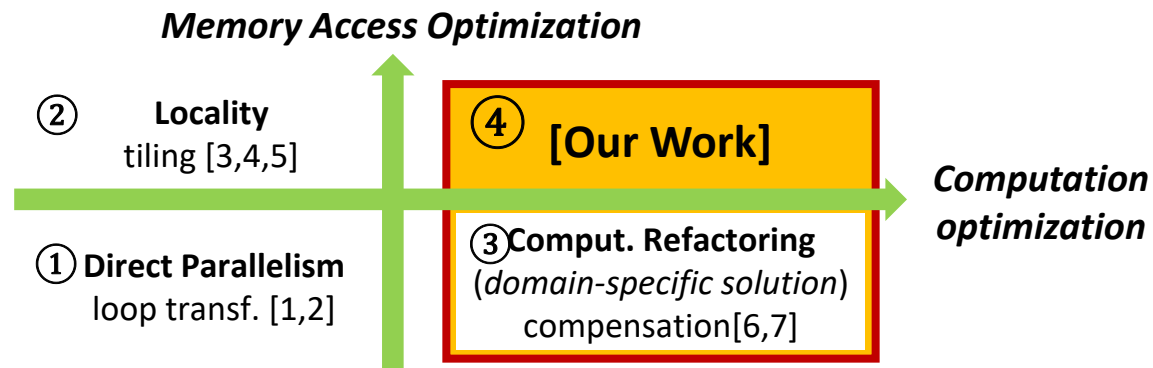 Memory Access Optimization
② Locality
tiling [3,4,5]
④ [Our Work]
Computation
optimization
① Direct Parallelism
loop transf. [1,2]
③ Comput. Refactoring
(domain-specific solution)
compensation[6,7]